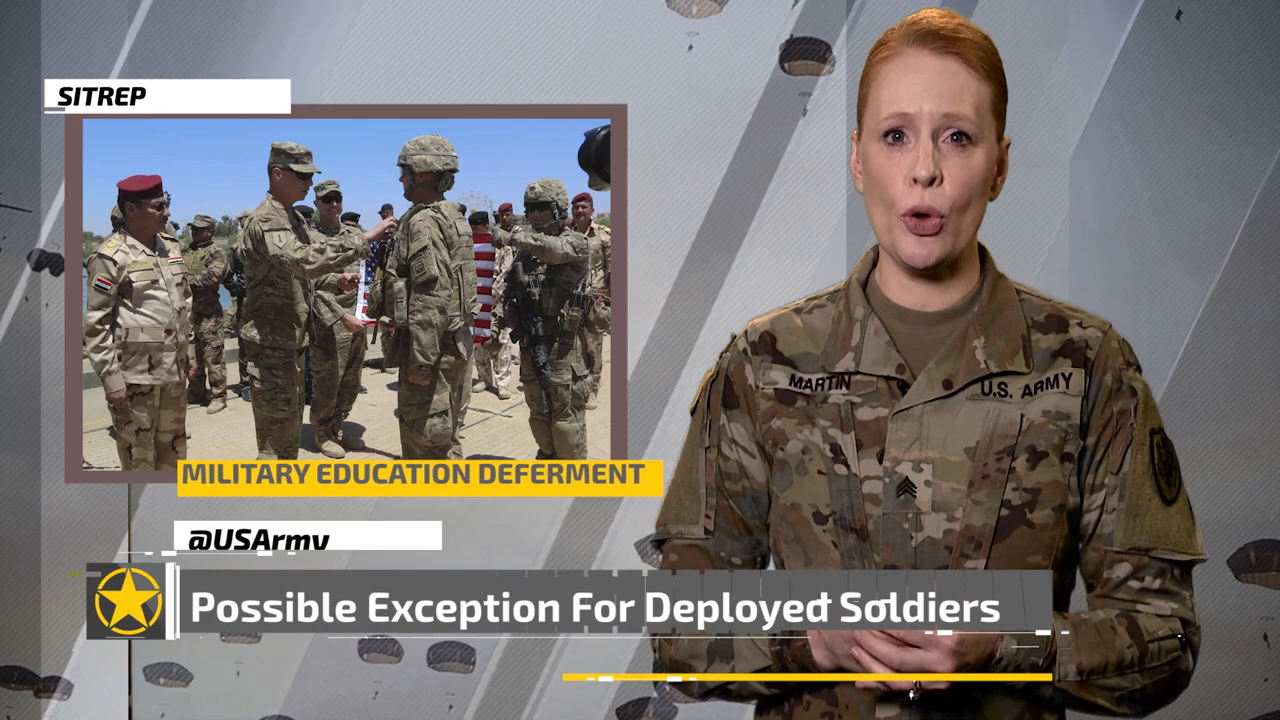 SITREP
MILITARY EDUCATION DEFERMENT
@USArmy
Possible Exception For Deployed Soldiers
MARTIN
U.S. ARMY